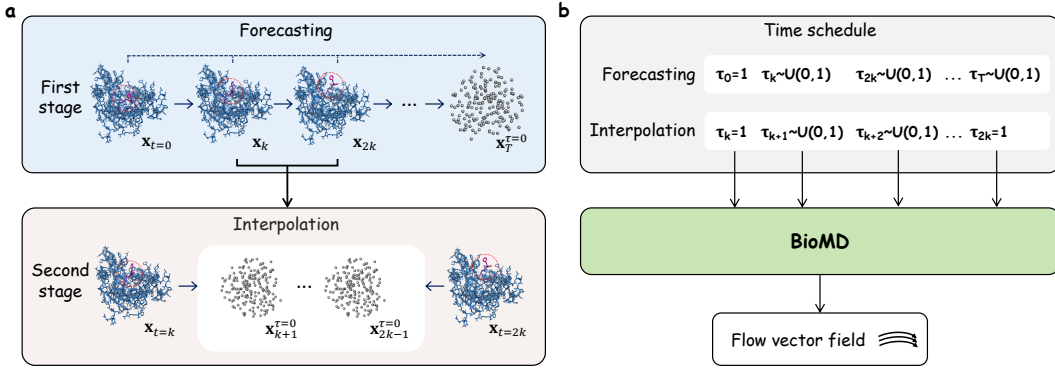 a
Forecasting
First stage
x_{t=0} x_k x_{2k} ... x_T^{τ=0}
Interpolation
Second stage
x_{t=k} x_{k+1}^{τ=0} ... x_{2k-1}^{τ=0} x_{t=2k}
b
Time schedule
Forecasting τ_0=1 τ_k~U(0,1) τ_{2k}~U(0,1) ... τ_T~U(0,1)
Interpolation τ_k=1 τ_{k+1}~U(0,1) τ_{k+2}~U(0,1) ... τ_{2k}=1
BioMD
Flow vector field